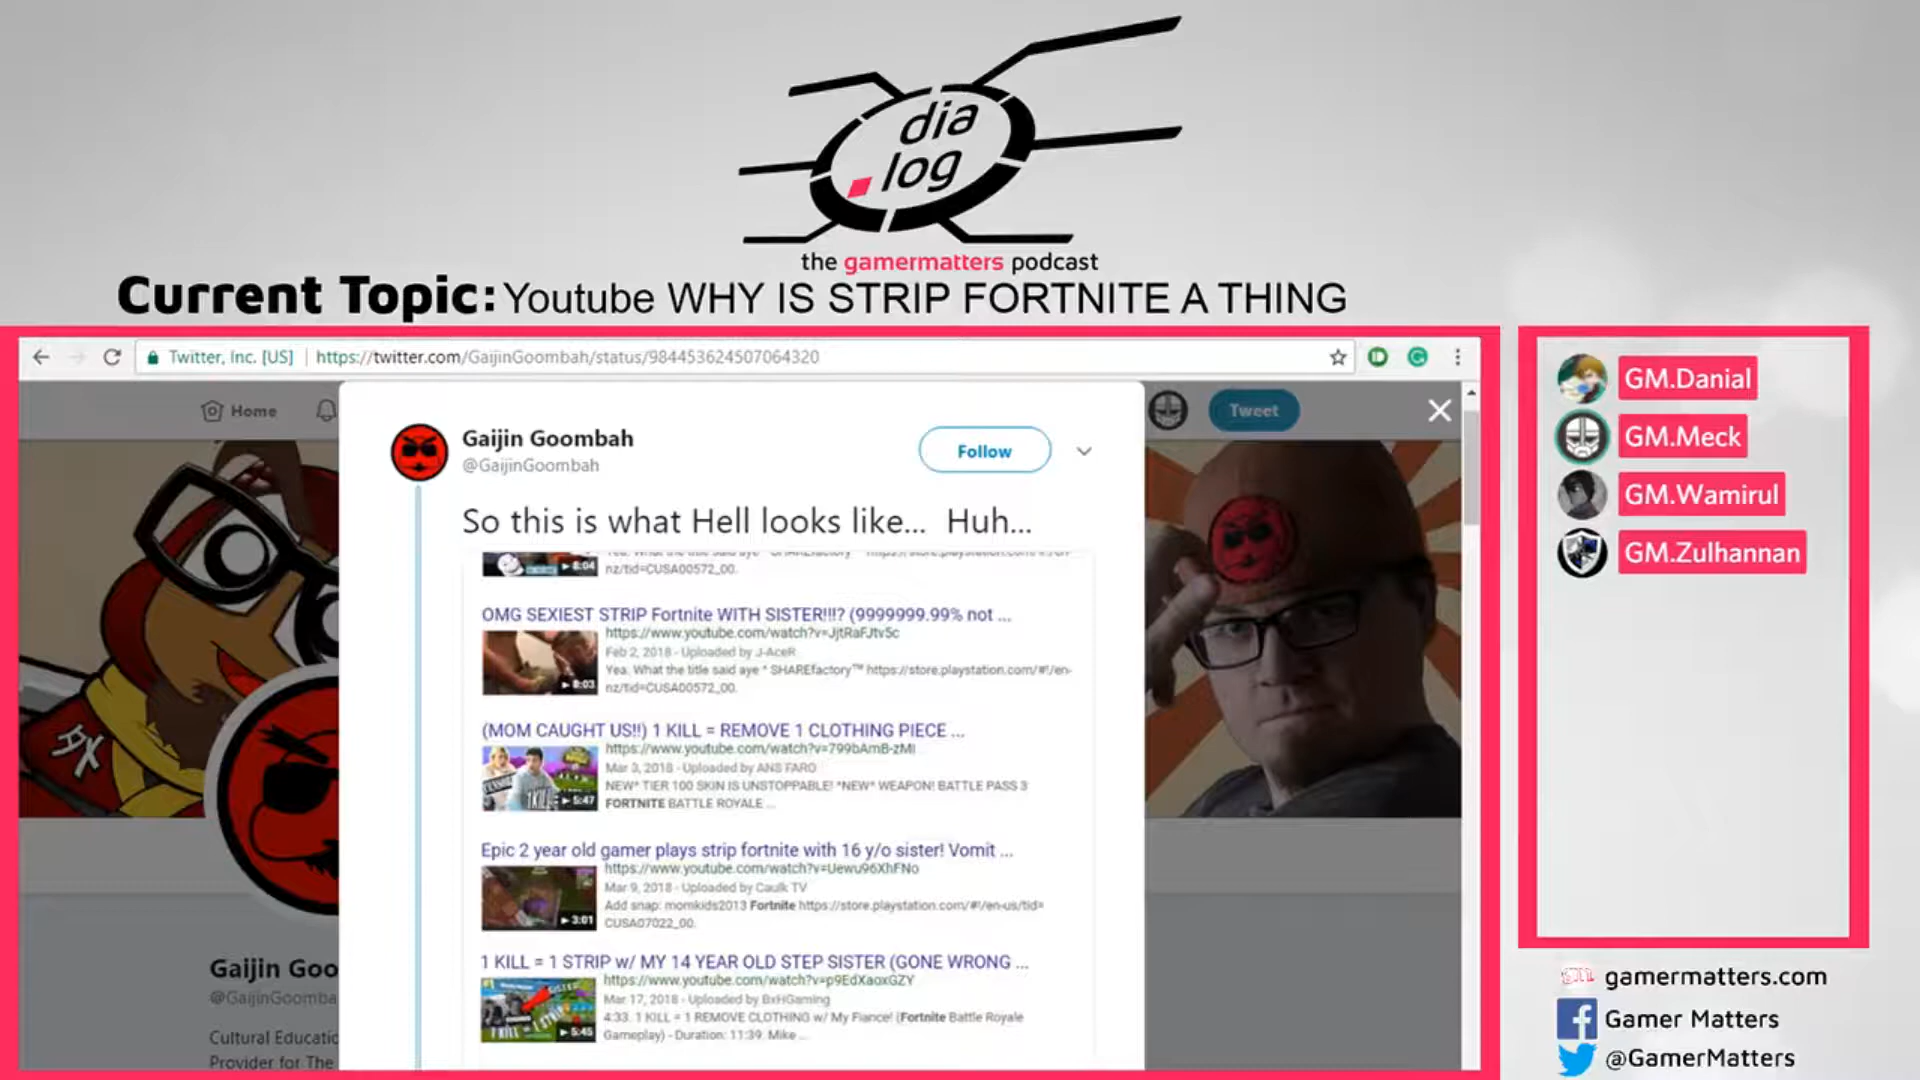 dia
.log
the gamermatters podcast
Current Topic: Youtube WHY IS STRIP FORTNITE A THING
Twitter, Inc. [US] | https://twitter.com/GaijinGoombah/status/984453624507064320
Home
Tweet
Gaijin Goombah
@GaijinGoombah
Follow
So this is what Hell looks like... Huh...
8:04
nz/tid=CUSA00572_00.
OMG SEXIEST STRIP Fortnite WITH SISTER!!!? (9999999.99% not ...
https://www.youtube.com/watch?v=JjtRaFJtv5c
Feb 2, 2018 - Uploaded by J-AceR
Yea. What the title said aye * SHAREfactory™ https://store.playstation.com/#!/en-
nz/tid=CUSA00572_00.
8:03
(MOM CAUGHT US!!) 1 KILL = REMOVE 1 CLOTHING PIECE ...
https://www.youtube.com/watch?v=799bAmB-zMI
Mar 3, 2018 - Uploaded by ANS FARO
NEW* TIER 100 SKIN IS UNSTOPPABLE! *NEW* WEAPON! BATTLE PASS 3
FORTNITE BATTLE ROYALE ...
5:47
Epic 2 year old gamer plays strip fortnite with 16 y/o sister! Vomit ...
https://www.youtube.com/watch?v=Uewu96XhFNo
Mar 9, 2018 - Uploaded by Caulk TV
Add snap: momkids2013 Fortnite https://store.playstation.com/#!/en-us/tid=
CUSA07022_00.
3:01
1 KILL = 1 STRIP w/ MY 14 YEAR OLD STEP SISTER (GONE WRONG ...
https://www.youtube.com/watch?v=p9EdXaoxGZY
Mar 17, 2018 - Uploaded by BxHGaming
4:33. 1 KILL = 1 REMOVE CLOTHING w/ My Fiance! (Fortnite Battle Royale
Gameplay) - Duration: 11:39. Mike ...
5:45
外
Gaijin Goo
@GaijinGoomba
Cultural Educatio
Provider for The
GM.Danial
GM.Meck
GM.Wamirul
GM.Zulhannan
gamermatters.com
Gamer Matters
@GamerMatters